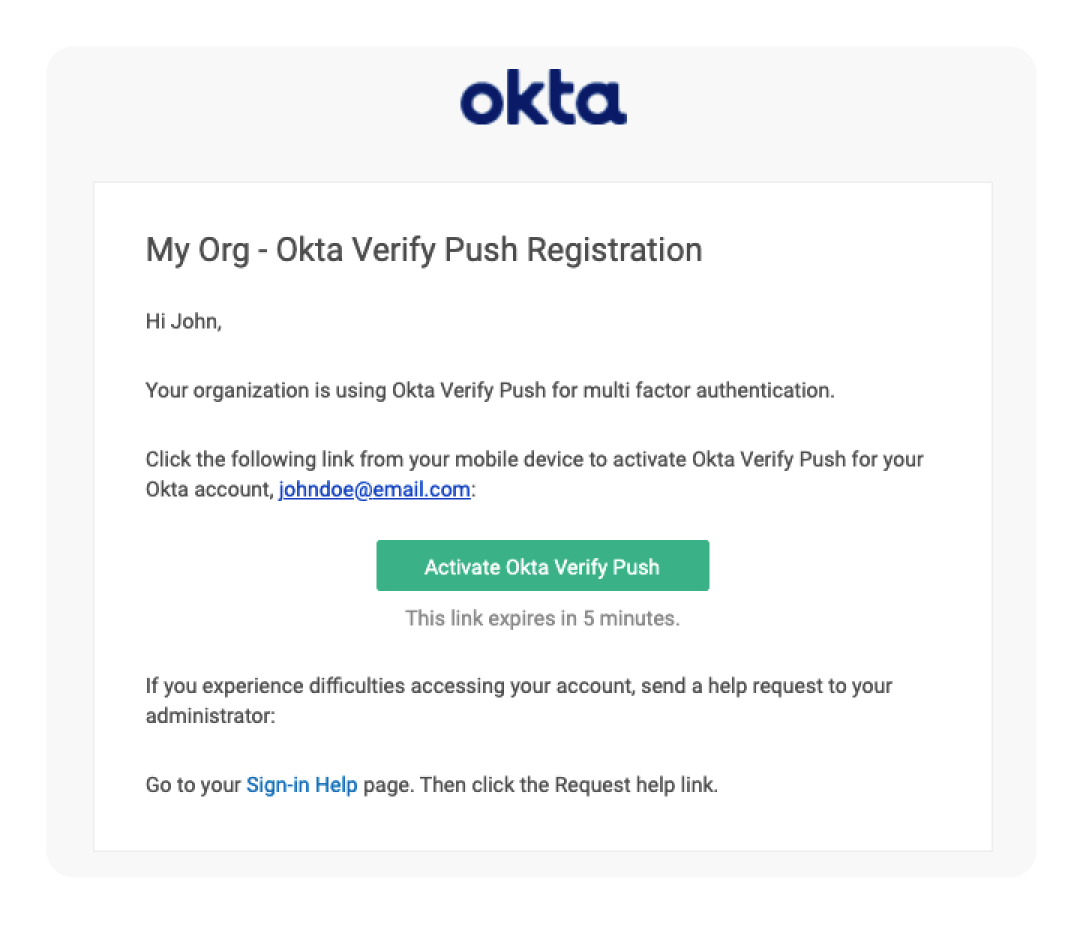 okta
My Org - Okta Verify Push Registration
Hi John,
Your organization is using Okta Verify Push for multi factor authentication.
Click the following link from your mobile device to activate Okta Verify Push for your
Okta account, johndoe@email.com:
Activate Okta Verify Push
This link expires in 5 minutes.
If you experience difficulties accessing your account, send a help request to your
administrator:
Go to your Sign-in Help page. Then click the Request help link.